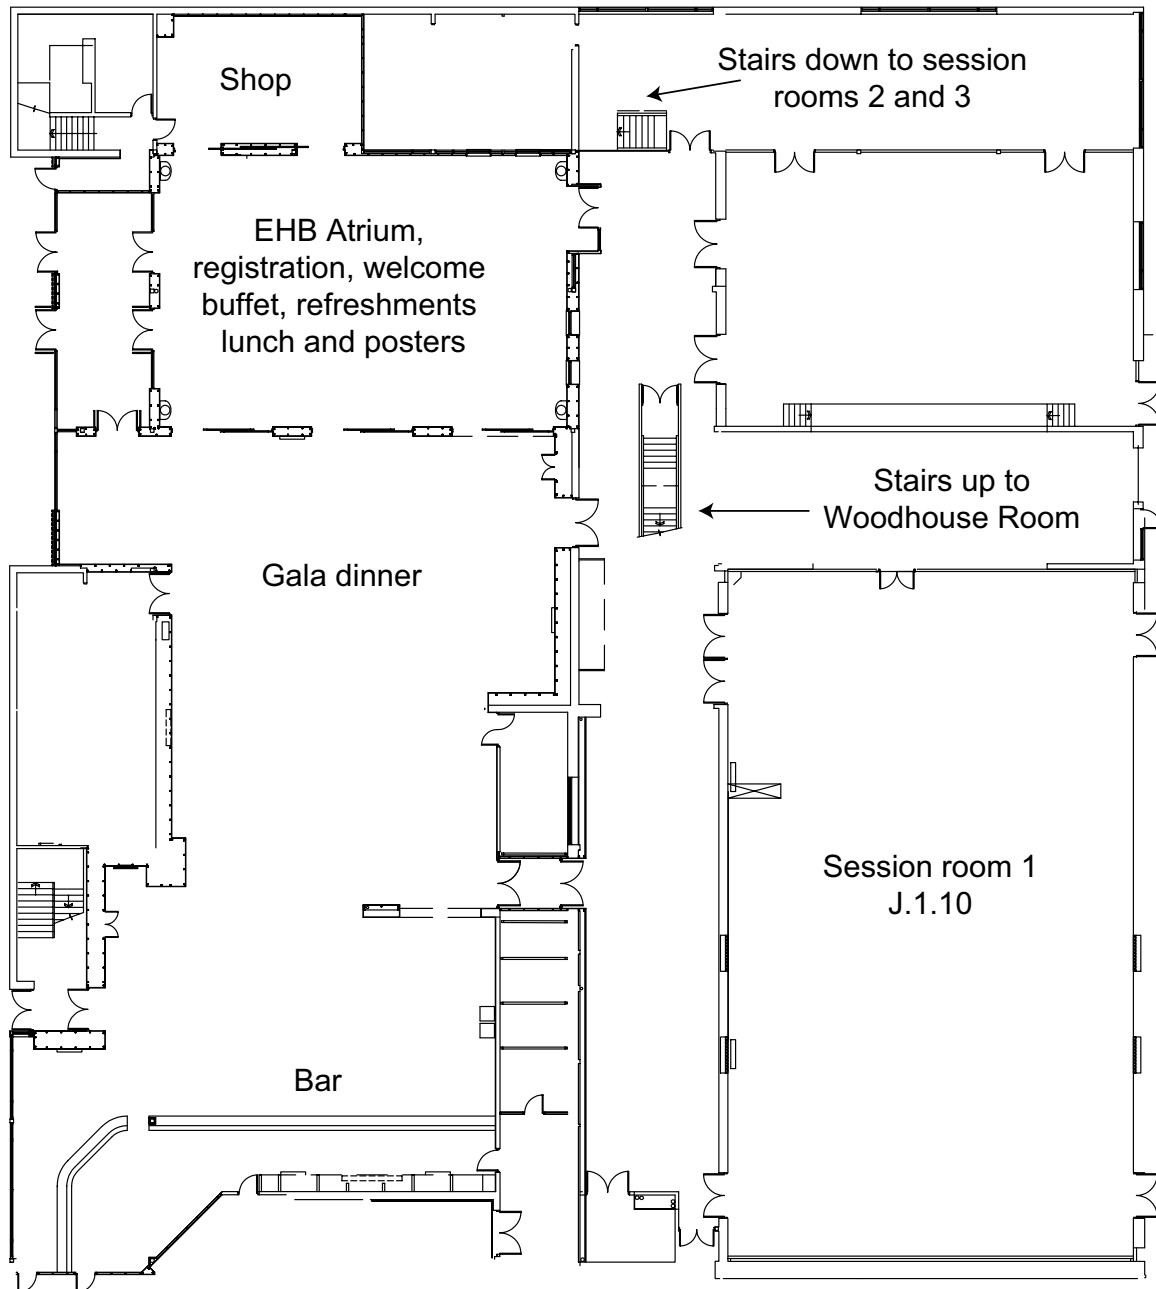 Shop
Stairs down to session
rooms 2 and 3
EHB Atrium,
registration, welcome
buffet, refreshments
lunch and posters
Stairs up to
Woodhouse Room
Gala dinner
Session room 1
J.1.10
Bar